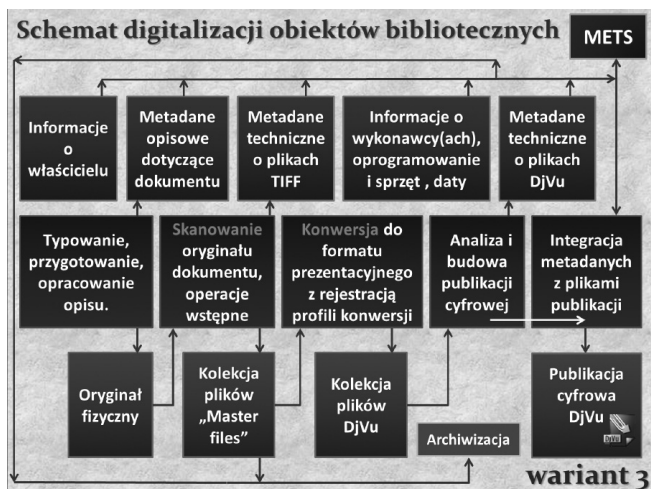 Schemat digitalizacji obiektów bibliotecznych
METS
Informacje
o
właścicielu
Metadane
opisowe
dotyczące
dokumentu
Metadane
techniczne
o plikach
TIFF
Informacje o
wykonawcy(ach),
oprogramowanie
i sprzęt , daty
Metadane
techniczne
o plikach
DjVu
Typowanie,
przygotowanie,
opracowanie
opisu.
Skanowanie
oryginału
dokumentu,
operacje
wstępne
Konwersja do
formatu
prezentacyjnego
z rejestracją
profili konwersji
Analiza i
budowa
publikacji
cyfrowej
Integracja
metadanych
z plikami
publikacji
Oryginał
fizyczny
Kolekcja
plików
„Master
files”
Kolekcja
plików
DjVu
Archiwizacja
Publikacja
cyfrowa
DjVu
DjVu
wariant 3